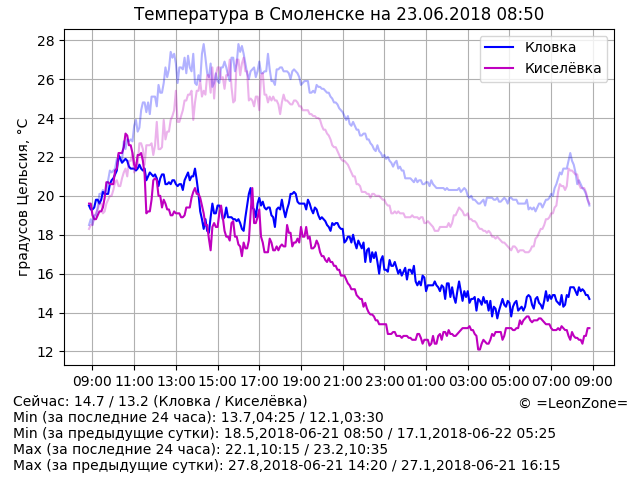 Температура в Смоленске на 23.06.2018 08:50
градусов Цельсия, °C
28
26
24
22
20
18
16
14
12
Кловка
Киселёвка
09:00 11:00 13:00 15:00 17:00 19:00 21:00 23:00 01:00 03:00 05:00 07:00 09:00
Сейчас: 14.7 / 13.2 (Кловка / Киселёвка)
© =LeonZone=
Min (за последние 24 часа): 13.7,04:25 / 12.1,03:30
Min (за предыдущие сутки): 18.5,2018-06-21 08:50 / 17.1,2018-06-22 05:25
Max (за последние 24 часа): 22.1,10:15 / 23.2,10:35
Max (за предыдущие сутки): 27.8,2018-06-21 14:20 / 27.1,2018-06-21 16:15